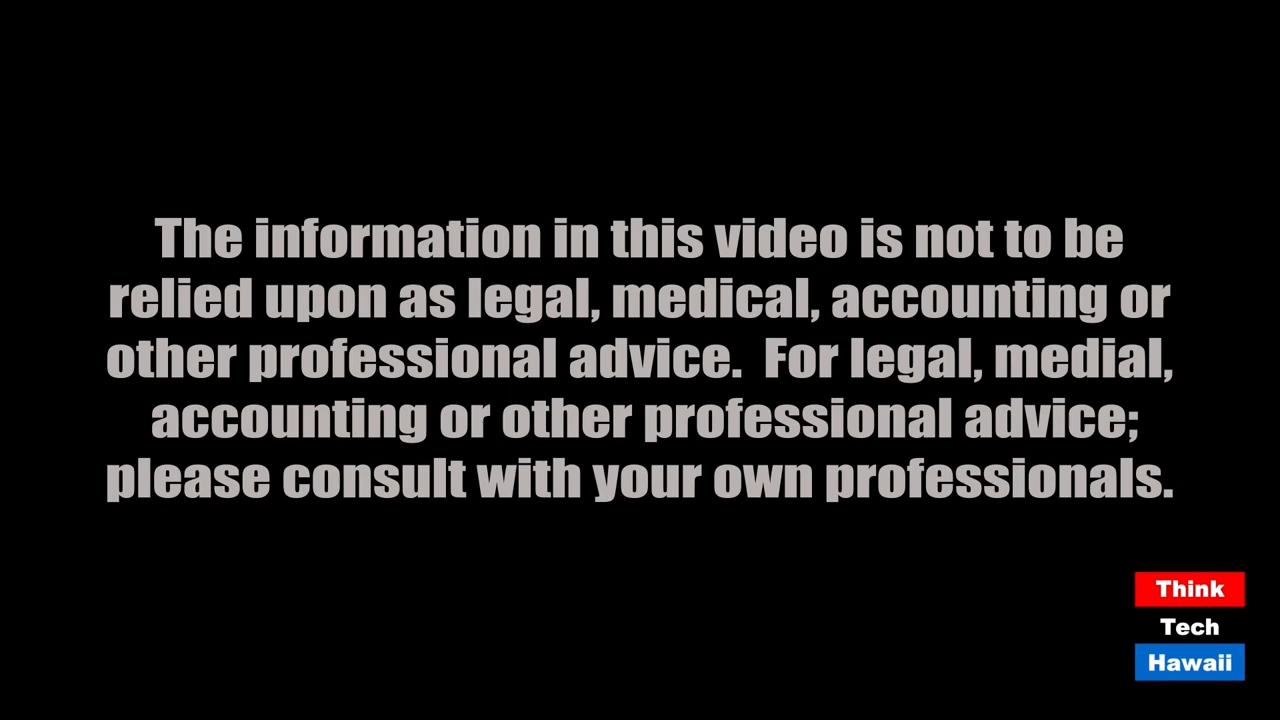 The information in this video is not to be
relied upon as legal, medical, accounting or
other professional advice.  For legal, medial,
accounting or other professional advice;
please consult with your own professionals.
Think
Tech
Hawaii